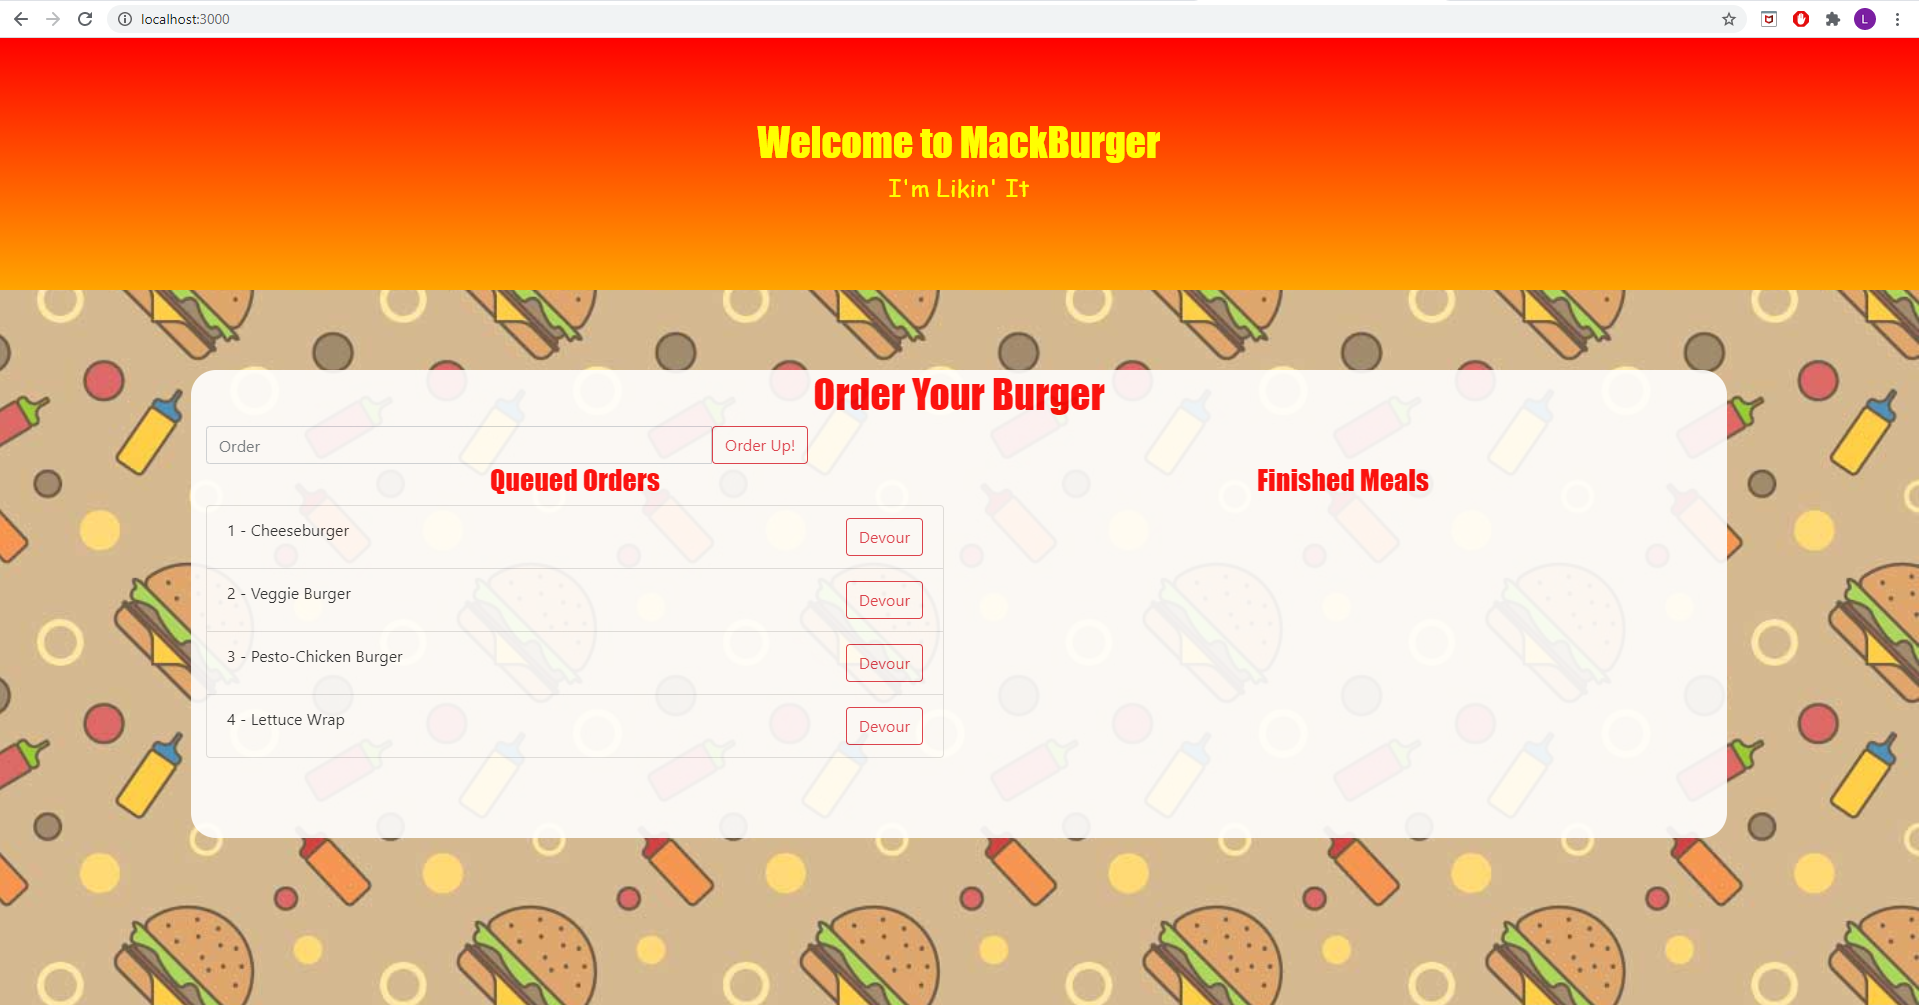 localhost:3000
L
Welcome to MackBurger
I'm Likin' It
Order Your Burger
Order
Order Up!
Queued Orders
Finished Meals
1 - Cheeseburger
Devour
2 - Veggie Burger
Devour
3 - Pesto-Chicken Burger
Devour
4 - Lettuce Wrap
Devour